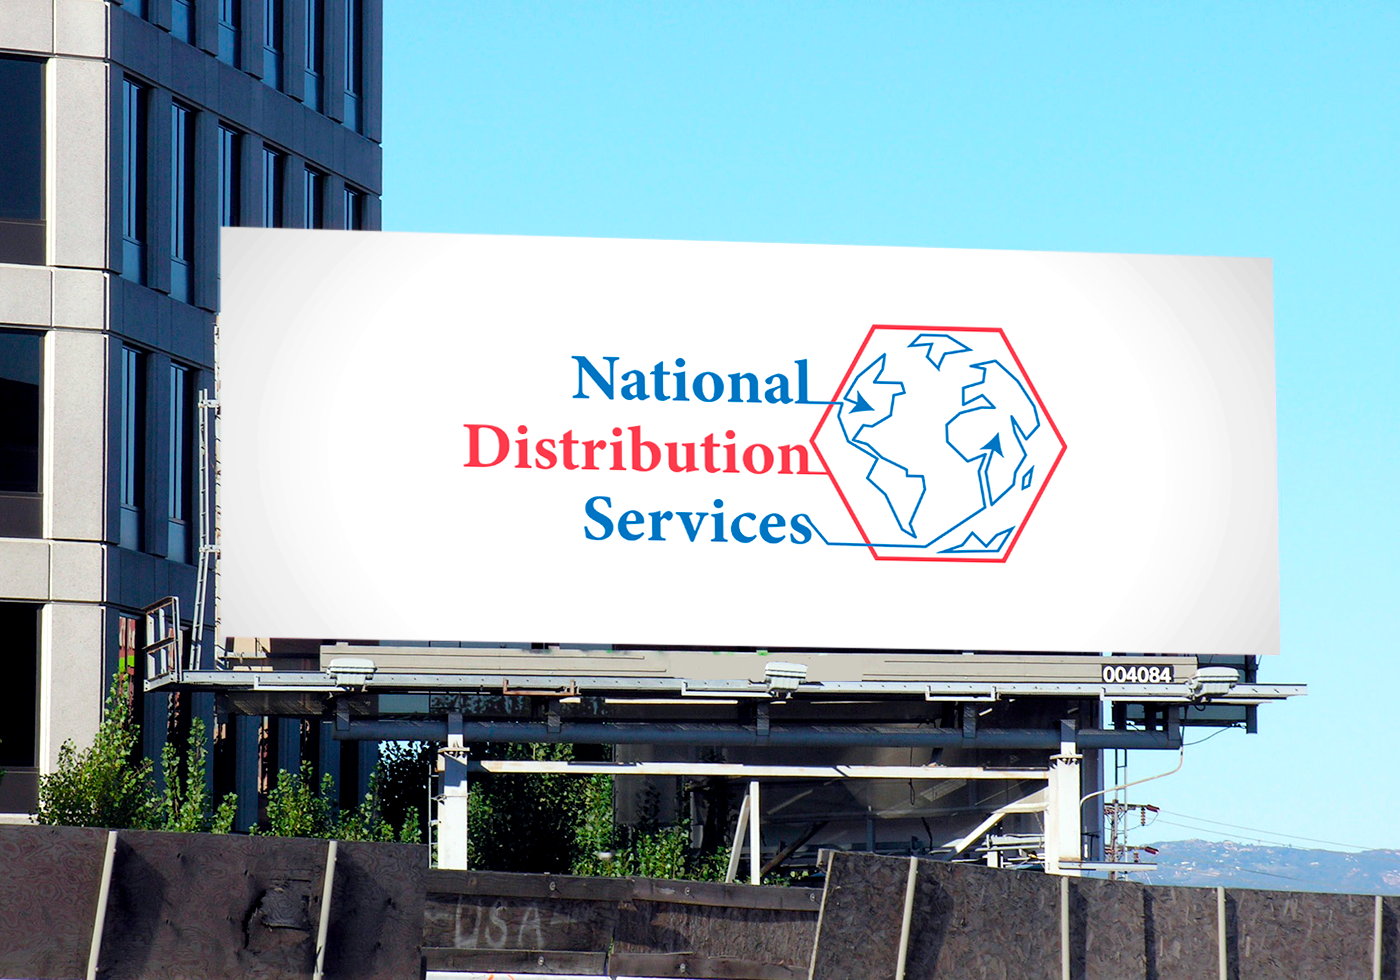 National
Distribution
Services
004084
USA